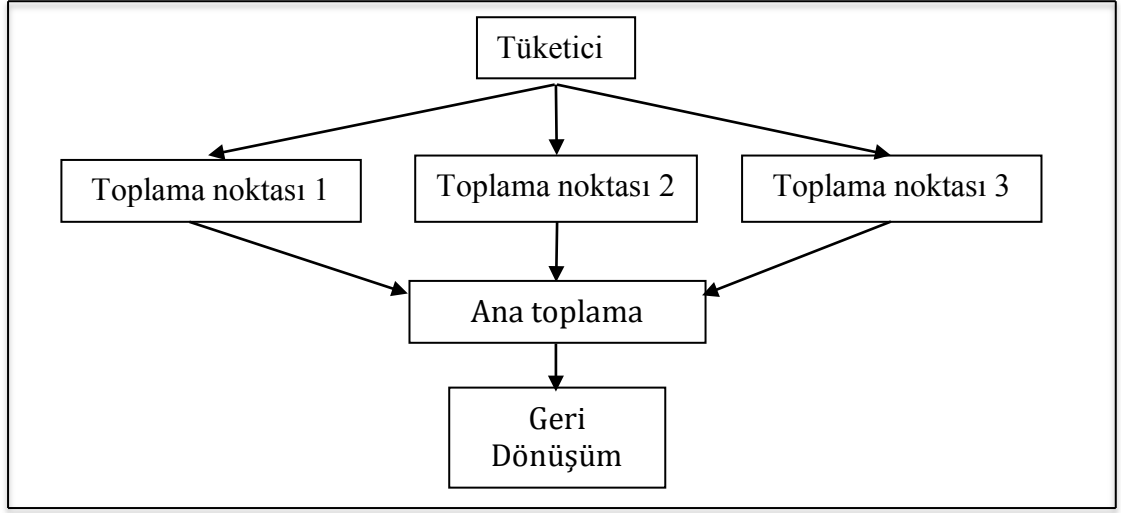 Tüketici
Toplama noktası 1
Toplama noktası 2
Toplama noktası 3
Ana toplama
Geri
Dönüşüm